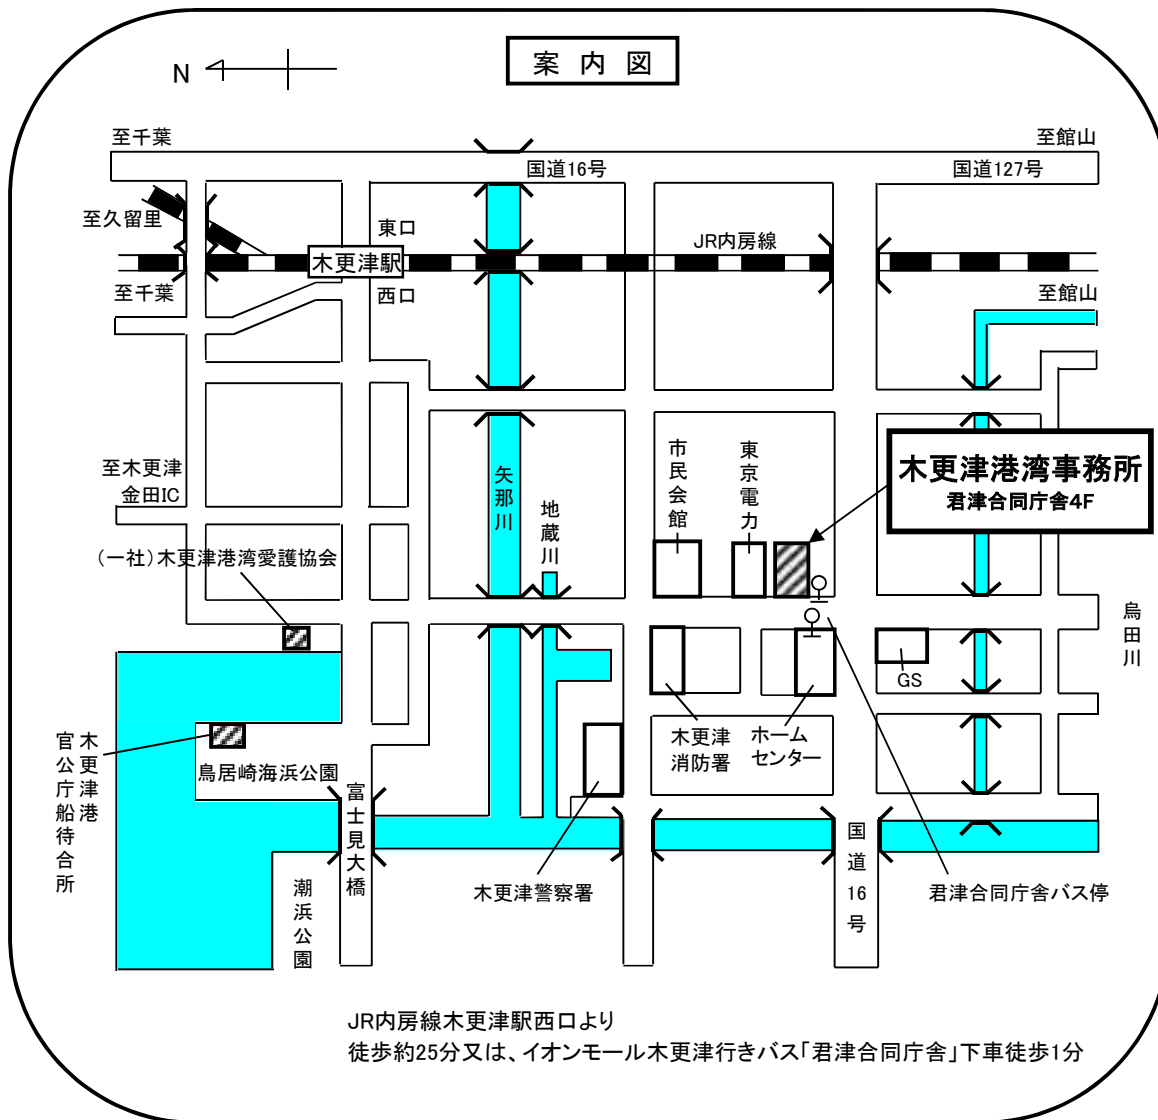 案内図
N
至千葉
至館山
国道16号
国道127号
至久留里
東口
JR内房線
木更津駅
至千葉
西口
至館山
木更津港湾事務所
君津合同庁舎4F
市民会館
東京電力
矢那川
地蔵川
至木更津
金田IC
(一社)木更津港湾愛護協会
烏田川
GS
木更津港
官公庁船待合所
鳥居崎海浜公園
木更津
消防署
ホーム
センター
富士見大橋
国道16号
潮浜公園
木更津警察署
君津合同庁舎バス停
JR内房線木更津駅西口より
徒歩約25分又は、イオンモール木更津行きバス「君津合同庁舎」下車徒歩1分